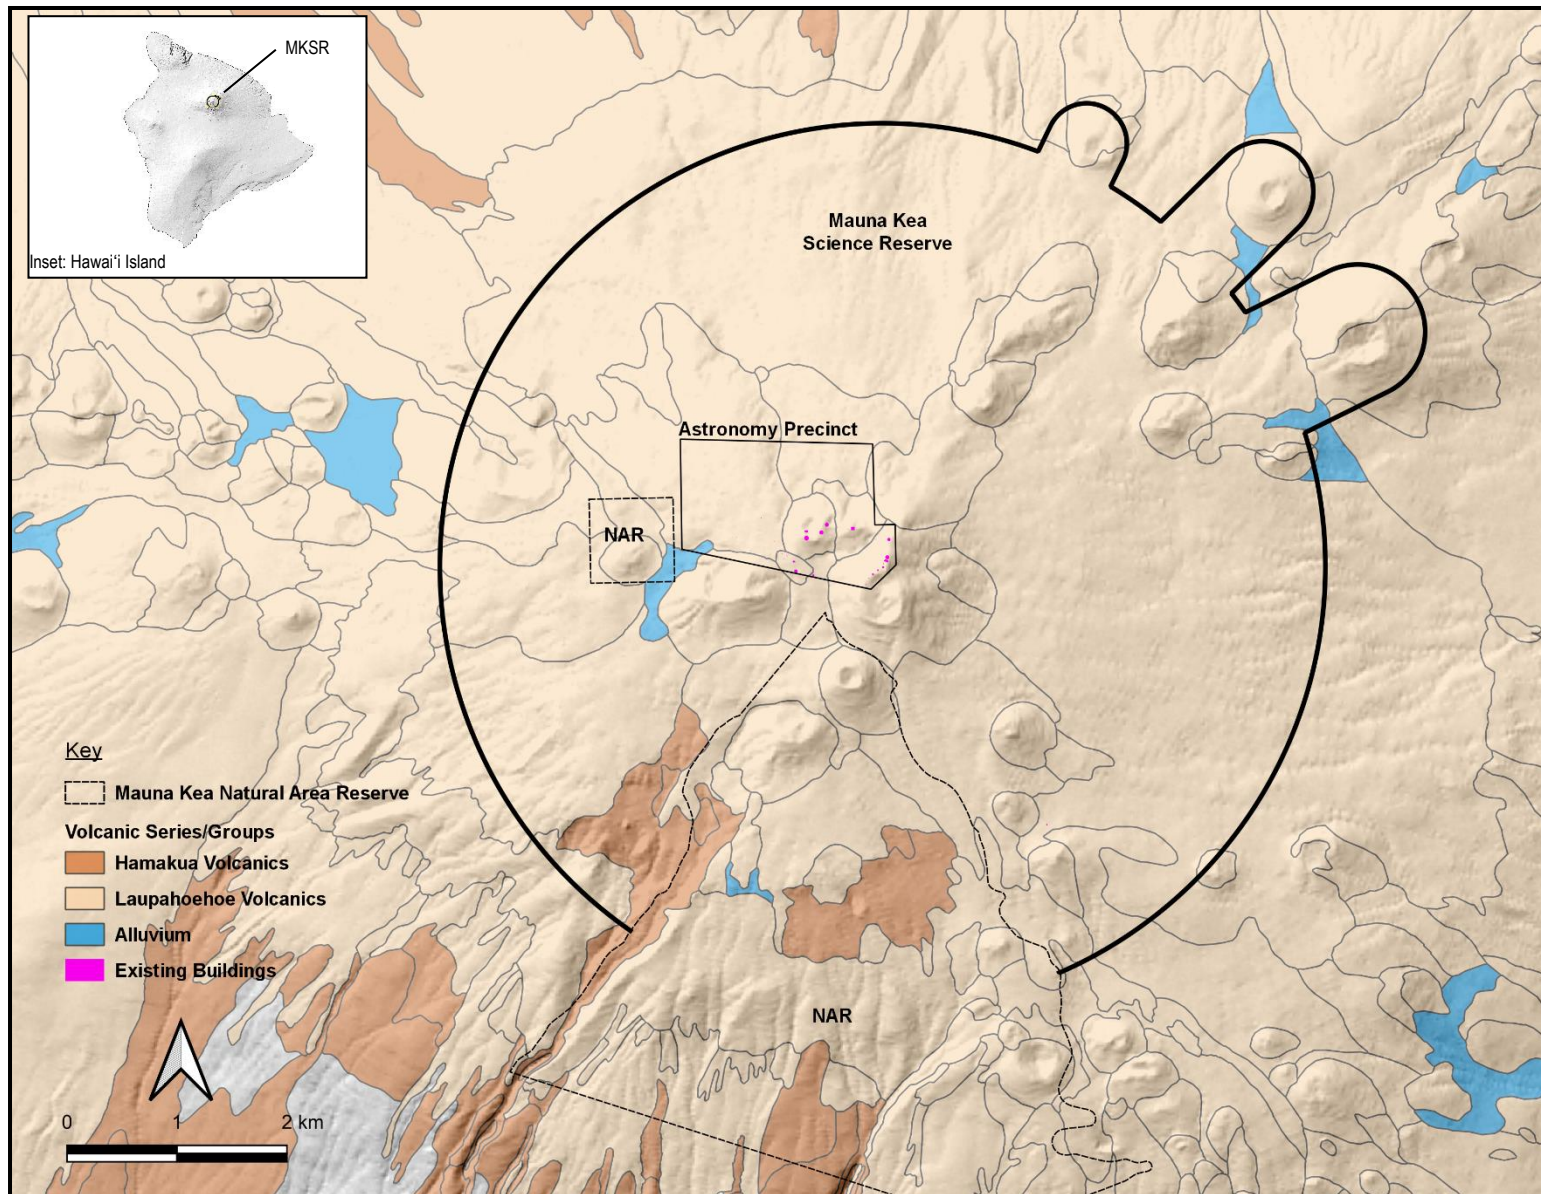 MKSR
Inset: Hawaiʻi Island
Mauna Kea
Science Reserve
Astronomy Precinct
NAR
Key
Mauna Kea Natural Area Reserve
Volcanic Series/Groups
Hamakua Volcanics
Laupahoehoe Volcanics
Alluvium
Existing Buildings
NAR
0 1 2 km